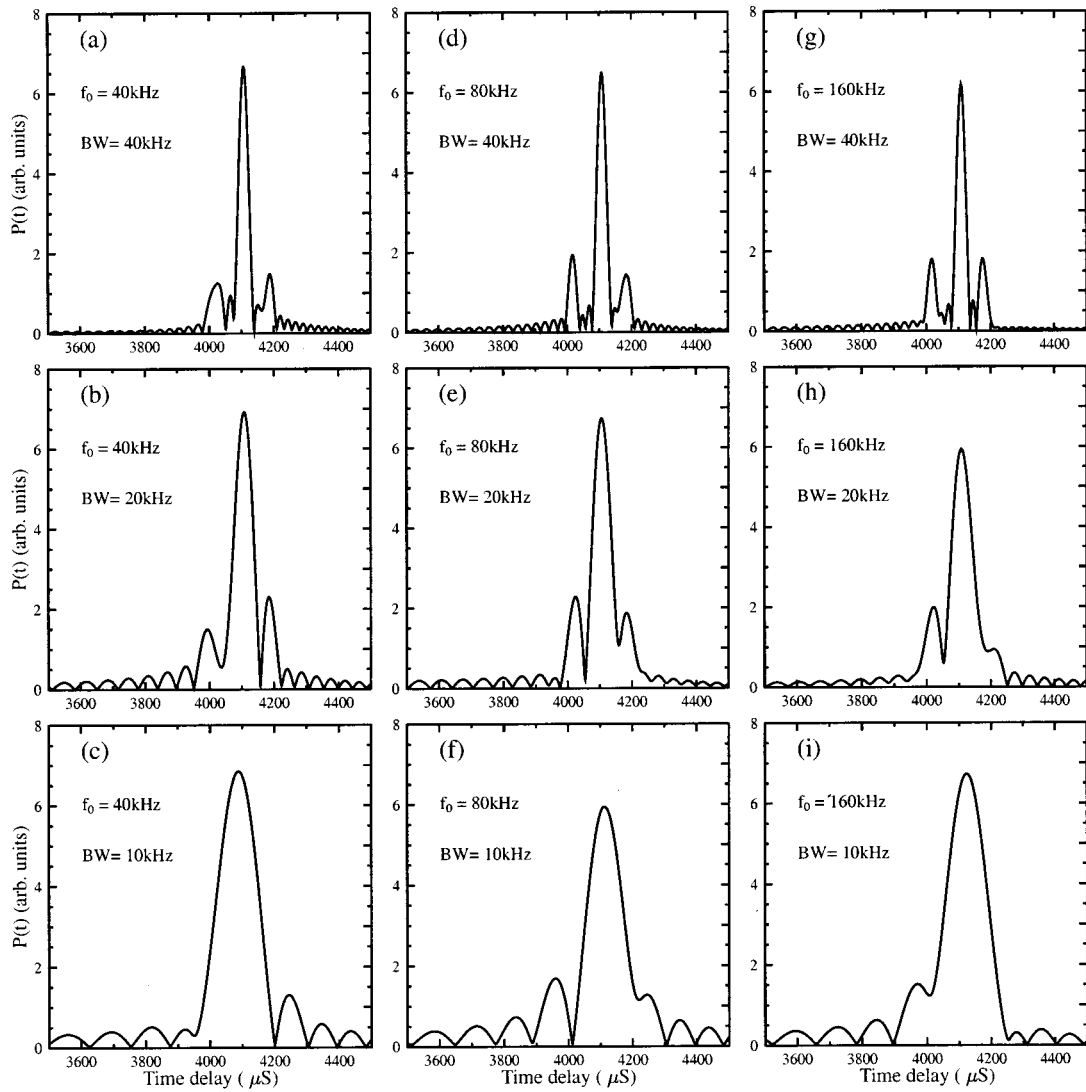 (a)
f₀ = 40kHz
BW= 40kHz
(d)
f₀ = 80kHz
BW= 40kHz
(g)
f₀ = 160kHz
BW= 40kHz
P(t) (arb. units)
8
6
4
2
0
8
6
4
2
0
8
6
4
2
0
3600 3800 4000 4200 4400
3600 3800 4000 4200 4400
3600 3800 4000 4200 4400
(b)
f₀ = 40kHz
BW= 20kHz
(e)
f₀ = 80kHz
BW= 20kHz
(h)
f₀ = 160kHz
BW= 20kHz
P(t) (arb. units)
8
6
4
2
0
8
6
4
2
0
8
6
4
2
0
3600 3800 4000 4200 4400
3600 3800 4000 4200 4400
3600 3800 4000 4200 4400
(c)
f₀ = 40kHz
BW= 10kHz
(f)
f₀ = 80kHz
BW= 10kHz
(i)
f₀ = 160kHz
BW= 10kHz
P(t) (arb. units)
8
6
4
2
0
8
6
4
2
0
8
6
4
2
0
3600 3800 4000 4200 4400
3600 3800 4000 4200 4400
3600 3800 4000 4200 4400
Time delay ( μS)
Time delay ( μS)
Time delay ( μS)